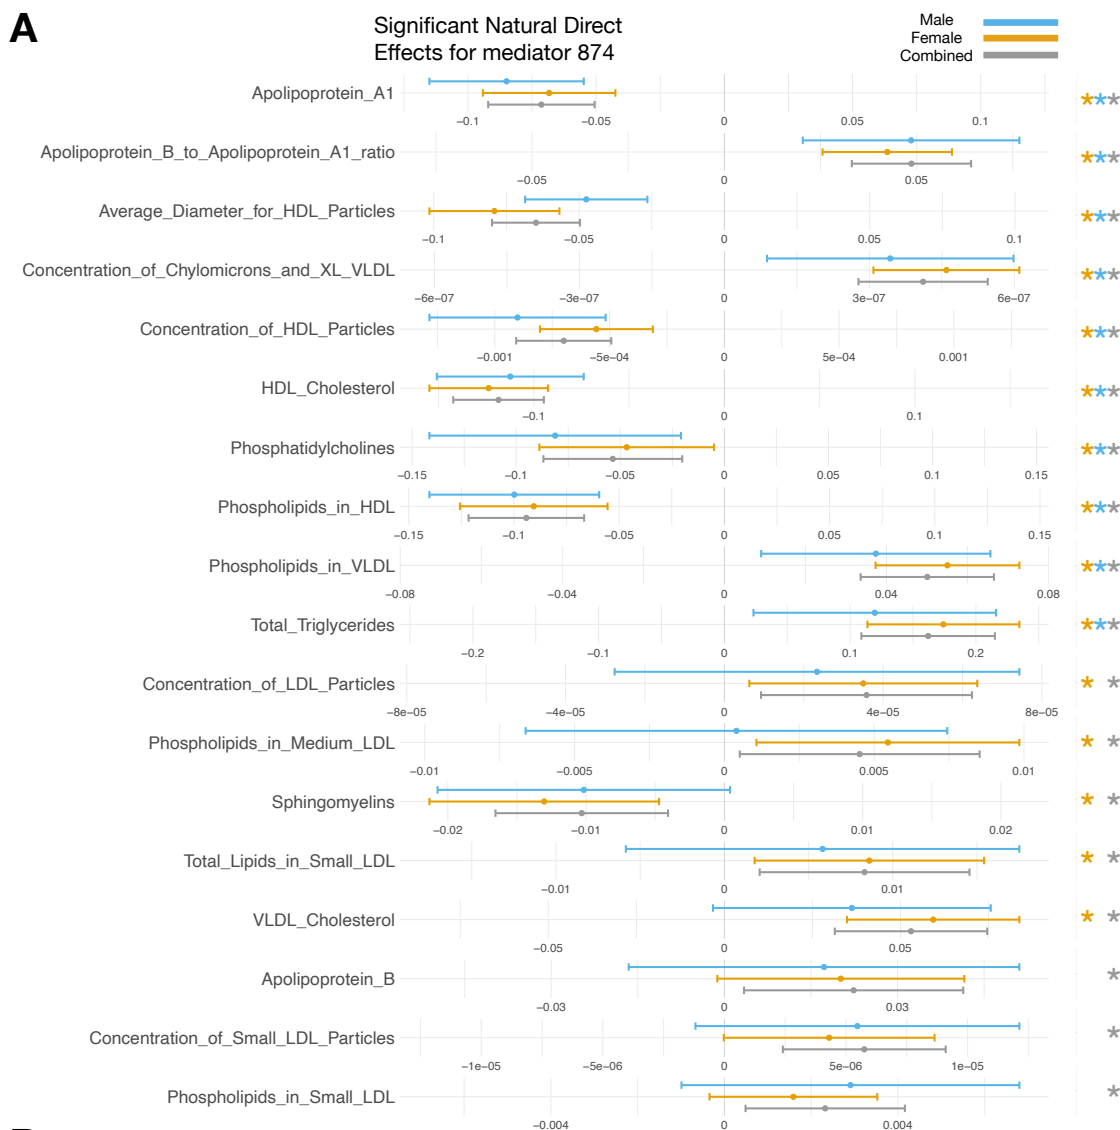 A
Significant Natural Direct
Effects for mediator 874
Male
Female
Combined
Apolipoprotein_A1
−0.1 −0.05 0 0.05 0.1
***
Apolipoprotein_B_to_Apolipoprotein_A1_ratio
−0.05 0 0.05
***
Average_Diameter_for_HDL_Particles
−0.1 −0.05 0 0.05 0.1
***
Concentration_of_Chylomicrons_and_XL_VLDL
−6e−07 −3e−07 0 3e−07 6e−07
***
Concentration_of_HDL_Particles
−0.001 −5e−04 0 5e−04 0.001
***
HDL_Cholesterol
−0.1 0 0.1
***
Phosphatidylcholines
−0.15 −0.1 −0.05 0 0.05 0.1 0.15
***
Phospholipids_in_HDL
−0.15 −0.1 −0.05 0 0.05 0.1 0.15
***
Phospholipids_in_VLDL
−0.08 −0.04 0 0.04 0.08
***
Total_Triglycerides
−0.2 −0.1 0 0.1 0.2
***
Concentration_of_LDL_Particles
−8e−05 −4e−05 0 4e−05 8e−05
* *
Phospholipids_in_Medium_LDL
−0.01 −0.005 0 0.005 0.01
* *
Sphingomyelins
−0.02 −0.01 0 0.01 0.02
* *
Total_Lipids_in_Small_LDL
−0.01 0 0.01
* *
VLDL_Cholesterol
−0.05 0 0.05
* *
Apolipoprotein_B
−0.03 0 0.03
*
Concentration_of_Small_LDL_Particles
−1e−05 −5e−06 0 5e−06 1e−05
*
Phospholipids_in_Small_LDL
−0.004 0 0.004
*